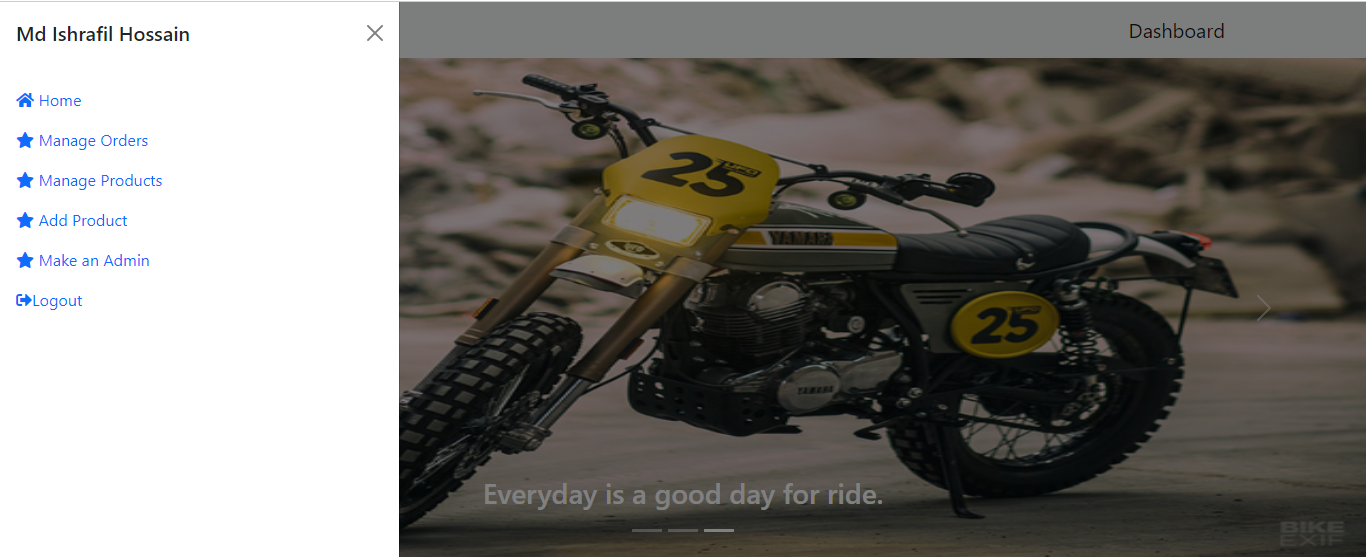 Md Ishrafil Hossain
Dashboard
Home
Manage Orders
Manage Products
Add Product
Make an Admin
Logout
25
YAMAHA
25
YAMAHA
Everyday is a good day for ride.
BIKE
EXIF